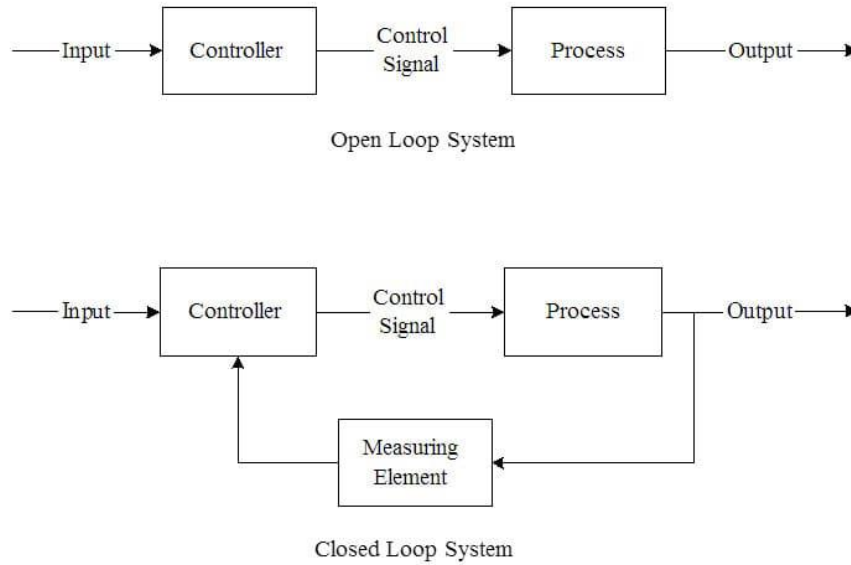 Input
Controller
Control
Signal
Process
Output
Open Loop System
Input
Controller
Control
Signal
Process
Output
Measuring
Element
Closed Loop System